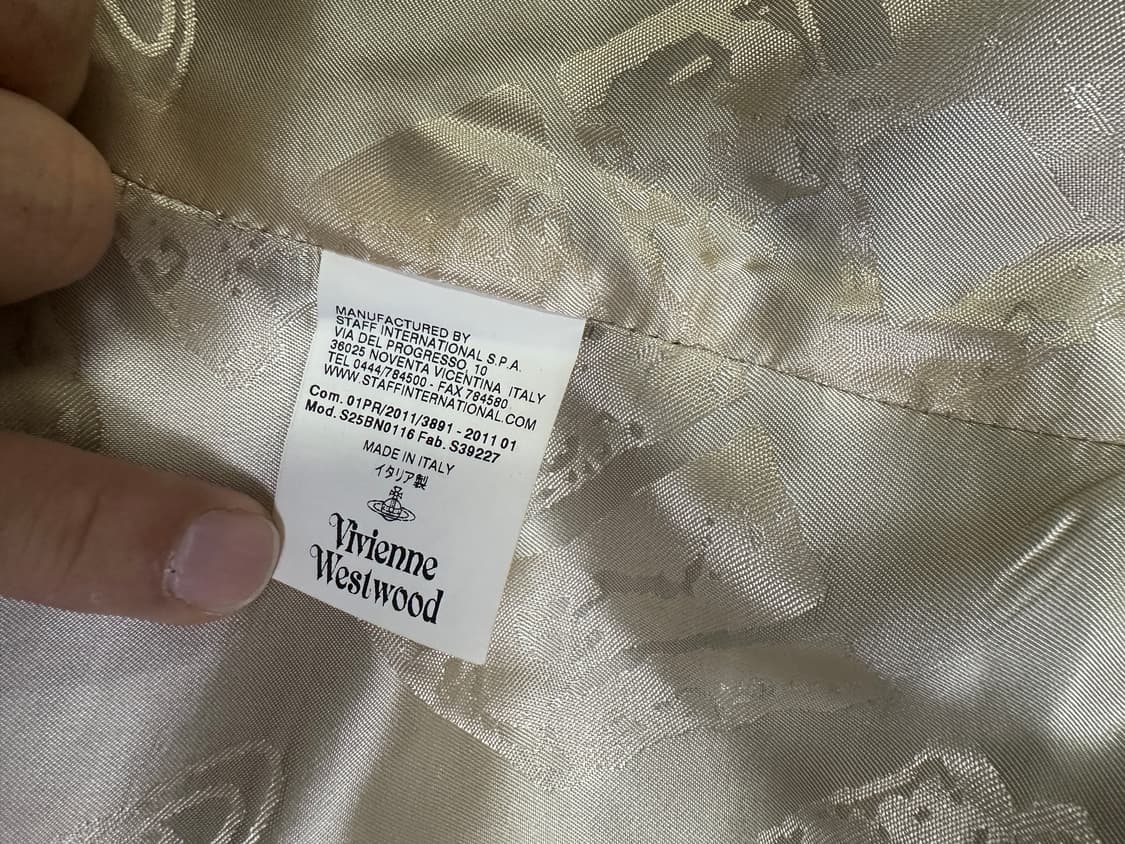 MANUFACTURED BY
STAFF INTERNATIONAL S.P.A.
VIA DEL PROGRESSO, 10
36025 NOVENTA VICENTINA ITALY
TEL 0444/784500 - FAX 784580
WWW.STAFFINTERNATIONAL.COM
Com. 01PR/2011/3891 - 2011 01
Mod. S25BN0116 Fab. S39227
MADE IN ITALY
イタリア製
Vivienne
Westwood